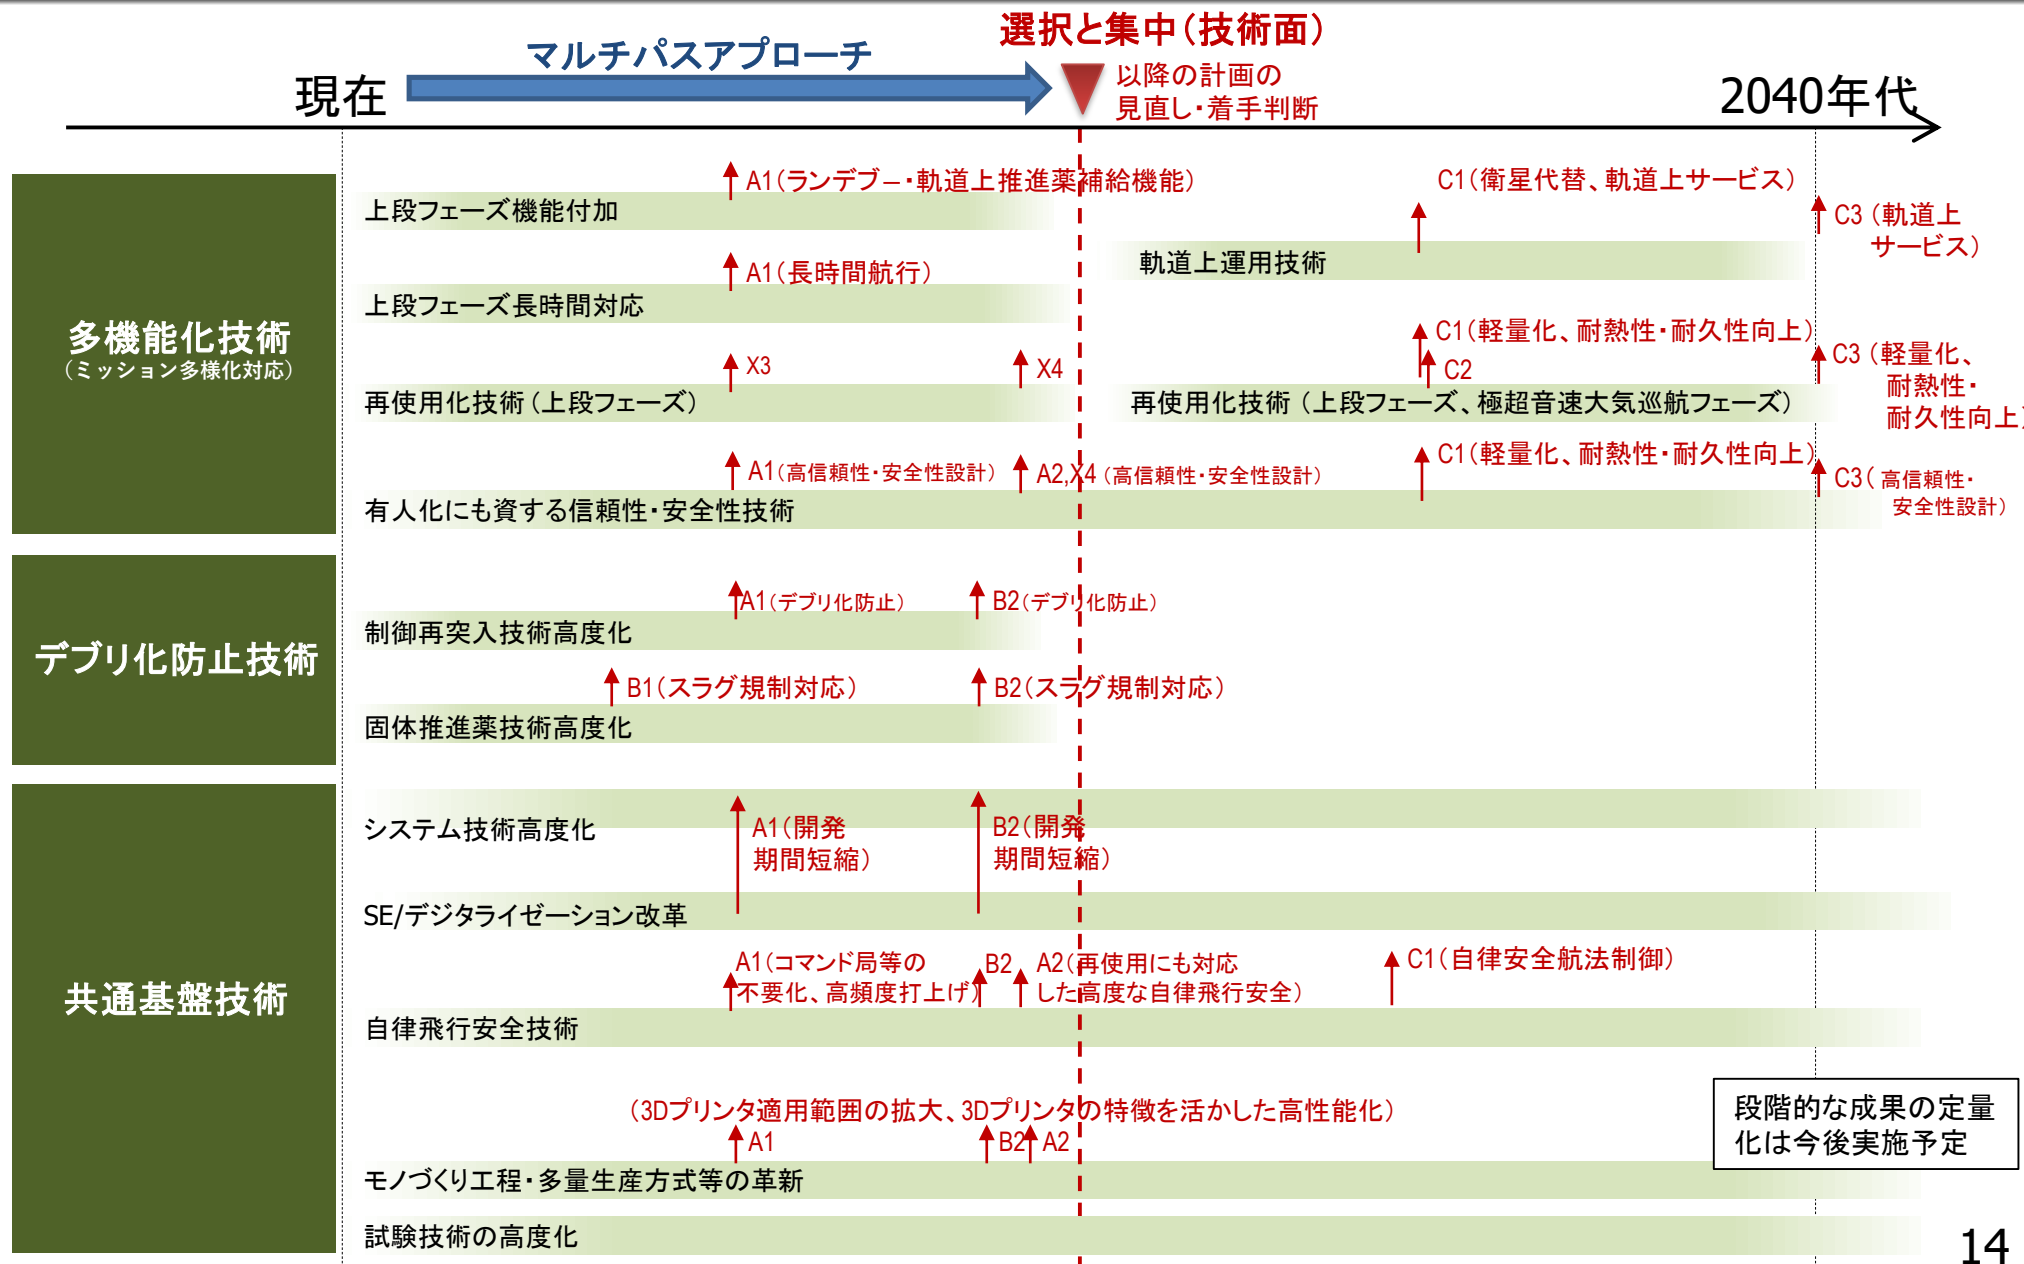 選択と集中（技術面）
マルチパスアプローチ
以降の計画の
見直し・着手判断
現在
2040年代
多機能化技術
（ミッション多様化対応）
A1（ランデブー・軌道上推進薬補給機能）
上段フェーズ機能付加
C1（衛星代替、軌道上サービス）
C3（軌道上
サービス）
軌道上運用技術
A1（長時間航行）
上段フェーズ長時間対応
X3
X4
再使用化技術（上段フェーズ）
C1（軽量化、耐熱性・耐久性向上）
C2
C3（軽量化、
耐熱性・
耐久性向上）
再使用化技術（上段フェーズ、極超音速大気巡航フェーズ）
A1（高信頼性・安全性設計）
A2,X4（高信頼性・安全性設計）
C1（軽量化、耐熱性・耐久性向上）
C3（高信頼性・
安全性設計）
有人化にも資する信頼性・安全性技術
デブリ化防止技術
A1（デブリ化防止）
B2（デブリ化防止）
制御再突入技術高度化
B1（スラグ規制対応）
B2（スラグ規制対応）
固体推進薬技術高度化
共通基盤技術
システム技術高度化
A1（開発
期間短縮）
B2（開発
期間短縮）
SE/デジタライゼーション改革
A1（コマンド局等の
不要化、高頻度打上げ）
B2
A2（再使用にも対応
した高度な自律飛行安全）
C1（自律安全航法制御）
自律飛行安全技術
（3Dプリンタ適用範囲の拡大、3Dプリンタの特徴を活かした高性能化）
A1
B2
A2
モノづくり工程・多量生産方式等の革新
試験技術の高度化
段階的な成果の定量
化は今後実施予定
14